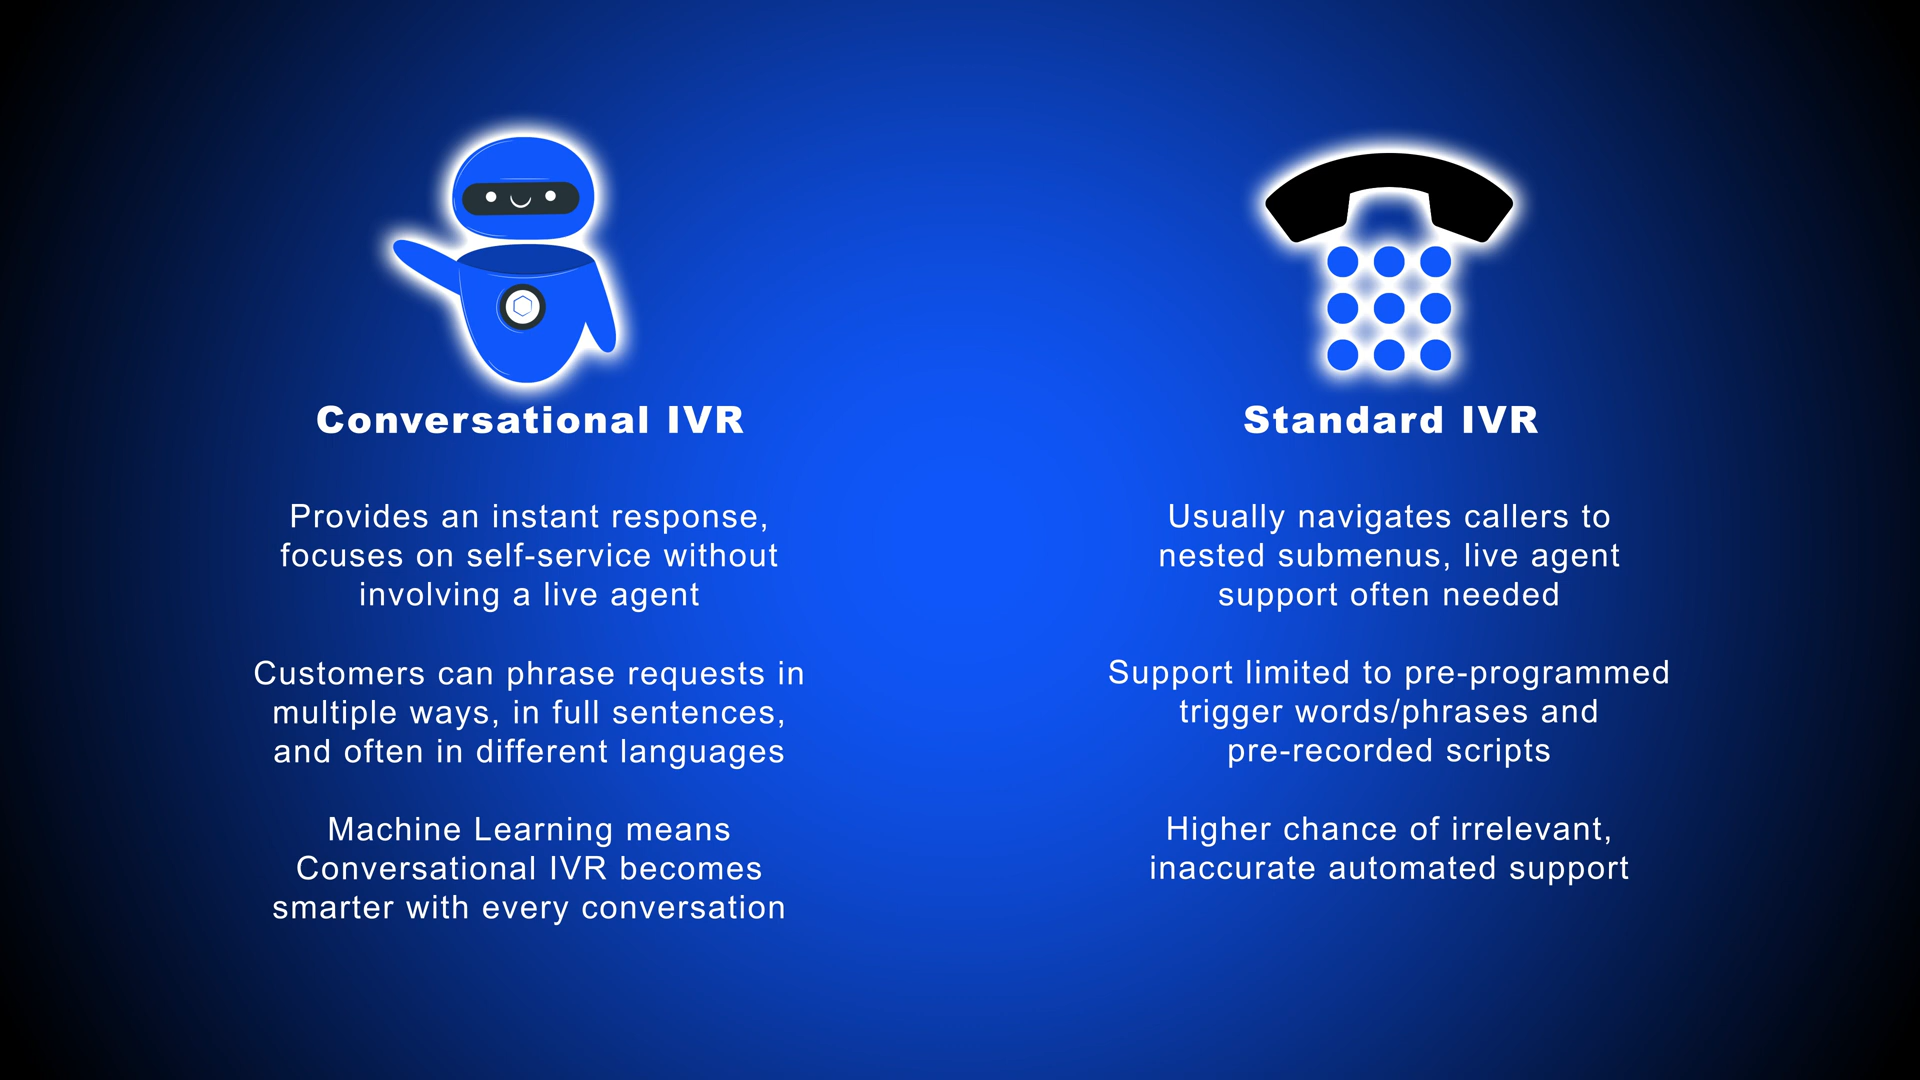 Conversational IVR
Provides an instant response,
focuses on self-service without
involving a live agent
Customers can phrase requests in
multiple ways, in full sentences,
and often in different languages
Machine Learning means
Conversational IVR becomes
smarter with every conversation
Standard IVR
Usually navigates callers to
nested submenus, live agent
support often needed
Support limited to pre-programmed
trigger words/phrases and
pre-recorded scripts
Higher chance of irrelevant,
inaccurate automated support